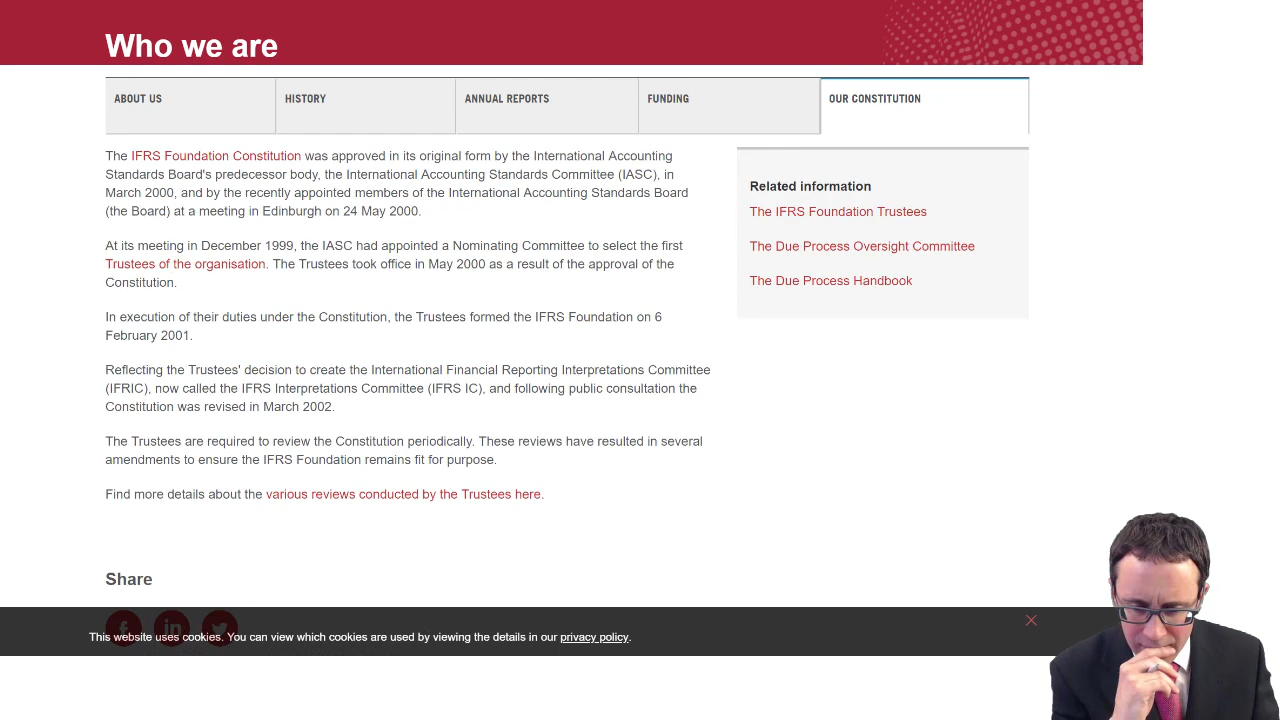 Who we are
ABOUT US
HISTORY
ANNUAL REPORTS
FUNDING
OUR CONSTITUTION
The IFRS Foundation Constitution was approved in its original form by the International Accounting
Standards Board's predecessor body, the International Accounting Standards Committee (IASC), in
March 2000, and by the recently appointed members of the International Accounting Standards Board
(the Board) at a meeting in Edinburgh on 24 May 2000.
At its meeting in December 1999, the IASC had appointed a Nominating Committee to select the first
Trustees of the organisation. The Trustees took office in May 2000 as a result of the approval of the
Constitution.
In execution of their duties under the Constitution, the Trustees formed the IFRS Foundation on 6
February 2001.
Reflecting the Trustees' decision to create the International Financial Reporting Interpretations Committee
(IFRIC), now called the IFRS Interpretations Committee (IFRS IC), and following public consultation the
Constitution was revised in March 2002.
The Trustees are required to review the Constitution periodically. These reviews have resulted in several
amendments to ensure the IFRS Foundation remains fit for purpose.
Find more details about the various reviews conducted by the Trustees here.
Related information
The IFRS Foundation Trustees
The Due Process Oversight Committee
The Due Process Handbook
Share
This website uses cookies. You can view which cookies are used by viewing the details in our privacy policy.